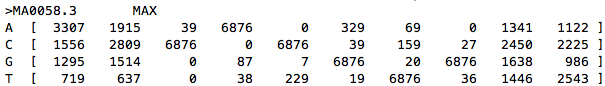 >MA0058.3 MAX
A [ 3307 1915 39 6876 0 329 69 0 1341 1122 ]
C [ 1556 2809 6876 0 6876 39 159 27 2450 2225 ]
G [ 1295 1514 0 87 7 6876 20 6876 1638 986 ]
T [ 719 637 0 38 229 19 6876 36 1446 2543 ]